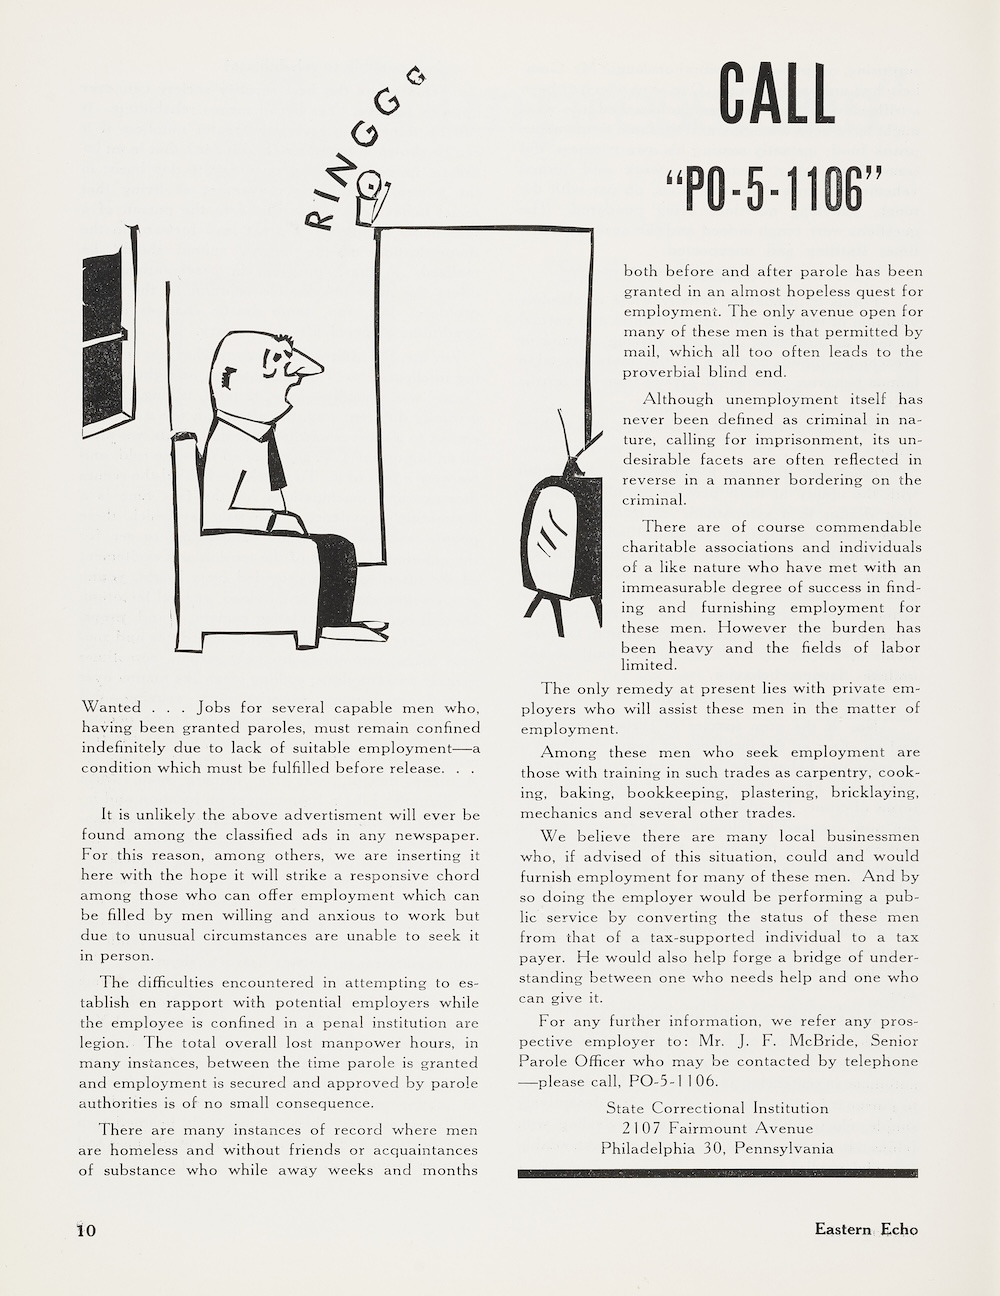 RINGGGG
CALL
“PO-5-1106”
Wanted . . . Jobs for several capable men who,
having been granted paroles, must remain confined
indefinitely due to lack of suitable employment—a
condition which must be fulfilled before release. . .
It is unlikely the above advertisment will ever be
found among the classified ads in any newspaper.
For this reason, among others, we are inserting it
here with the hope it will strike a responsive chord
among those who can offer employment which can
be filled by men willing and anxious to work but
due to unusual circumstances are unable to seek it
in person.
The difficulties encountered in attempting to es-
tablish en rapport with potential employers while
the employee is confined in a penal institution are
legion. The total overall lost manpower hours, in
many instances, between the time parole is granted
and employment is secured and approved by parole
authorities is of no small consequence.
There are many instances of record where men
are homeless and without friends or acquaintances
of substance who while away weeks and months
both before and after parole has been
granted in an almost hopeless quest for
employment. The only avenue open for
many of these men is that permitted by
mail, which all too often leads to the
proverbial blind end.
Although unemployment itself has
never been defined as criminal in na-
ture, calling for imprisonment, its un-
desirable facets are often reflected in
reverse in a manner bordering on the
criminal.
There are of course commendable
charitable associations and individuals
of a like nature who have met with an
immeasurable degree of success in find-
ing and furnishing employment for
these men. However the burden has
been heavy and the fields of labor
limited.
The only remedy at present lies with private em-
ployers who will assist these men in the matter of
employment.
Among these men who seek employment are
those with training in such trades as carpentry, cook-
ing, baking, bookkeeping, plastering, bricklaying,
mechanics and several other trades.
We believe there are many local businessmen
who, if advised of this situation, could and would
furnish employment for many of these men. And by
so doing the employer would be performing a pub-
lic service by converting the status of these men
from that of a tax-supported individual to a tax
payer. He would also help forge a bridge of under-
standing between one who needs help and one who
can give it.
For any further information, we refer any pros-
pective employer to: Mr. J. F. McBride, Senior
Parole Officer who may be contacted by telephone
—please call, PO-5-1106.
State Correctional Institution
2107 Fairmount Avenue
Philadelphia 30, Pennsylvania
10
Eastern Echo